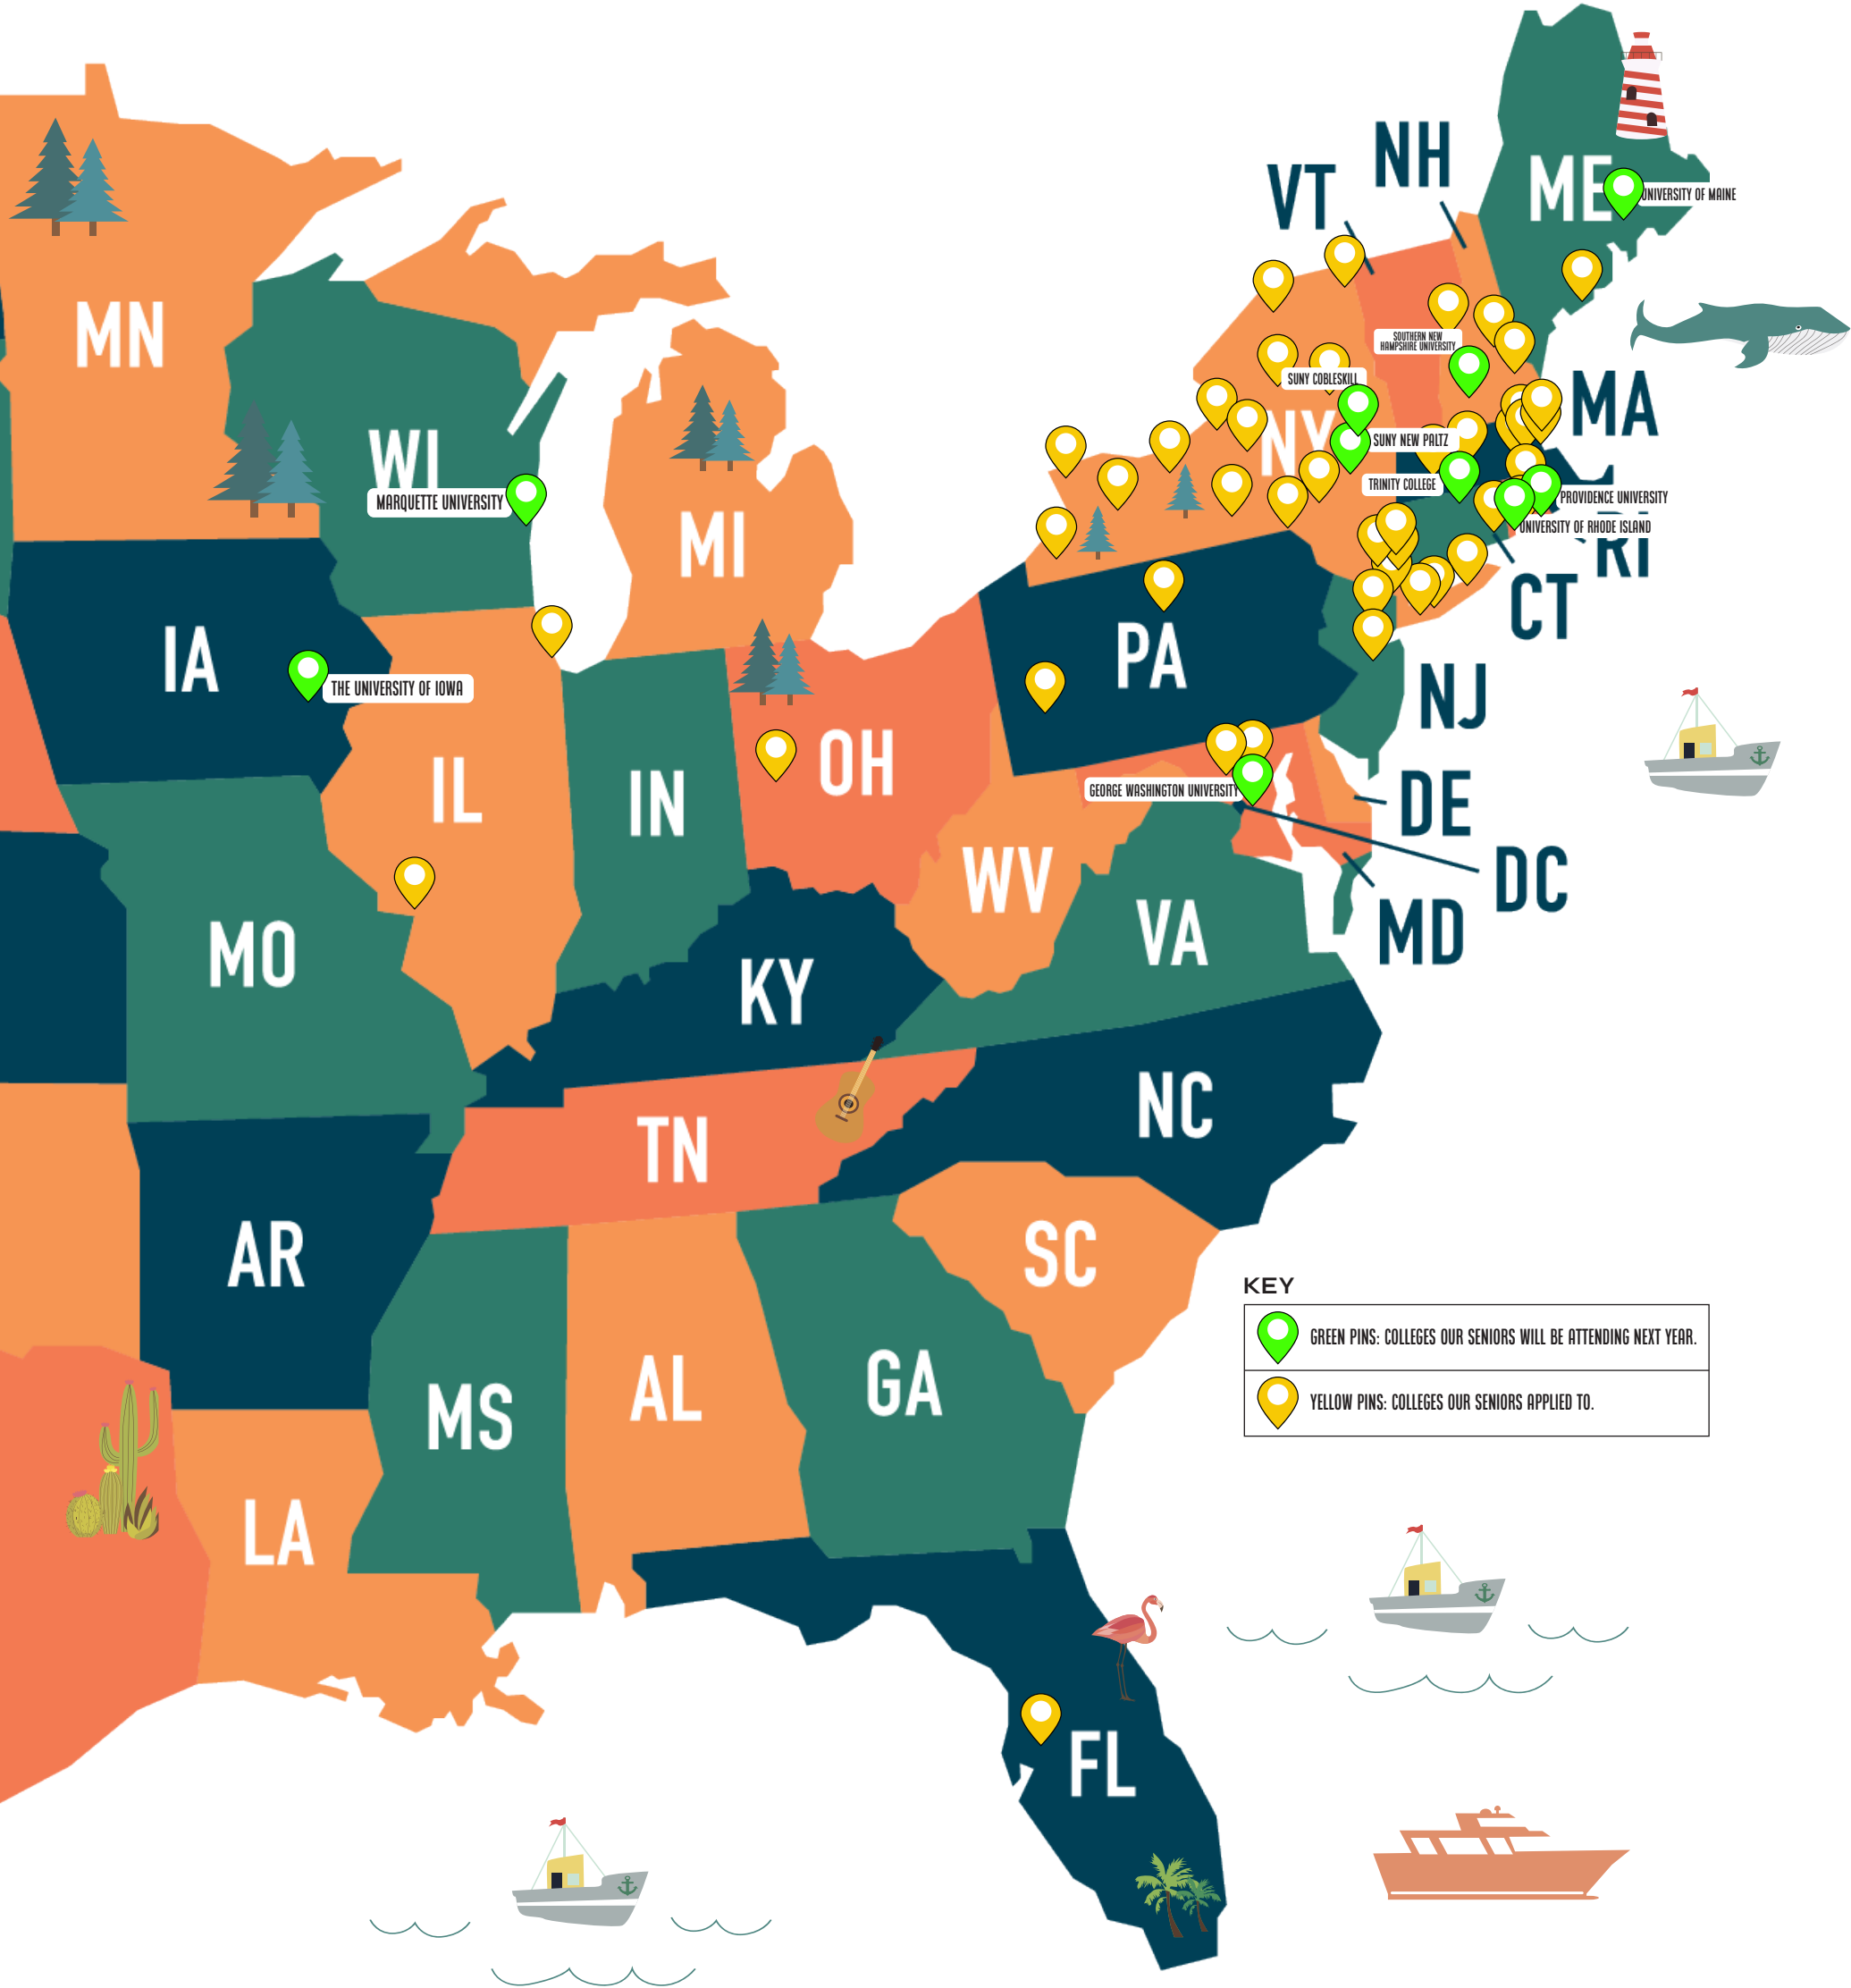 NH
VT
ME
UNIVERSITY OF MAINE
MN
SOUTHERN NEW
HAMPSHIRE UNIVERSITY
SUNY COBLESKILL
MA
WI
NY
SUNY NEW PALTZ
MARQUETTE UNIVERSITY
TRINITY COLLEGE
PROVIDENCE UNIVERSITY
UNIVERSITY OF RHODE ISLAND
MI
RI
CT
IA
PA
THE UNIVERSITY OF IOWA
NJ
OH
IL
IN
GEORGE WASHINGTON UNIVERSITY
DE
WV
DC
MO
VA
MD
KY
NC
TN
AR
SC
KEY
GREEN PINS: COLLEGES OUR SENIORS WILL BE ATTENDING NEXT YEAR.
YELLOW PINS: COLLEGES OUR SENIORS APPLIED TO.
MS
AL
GA
LA
FL